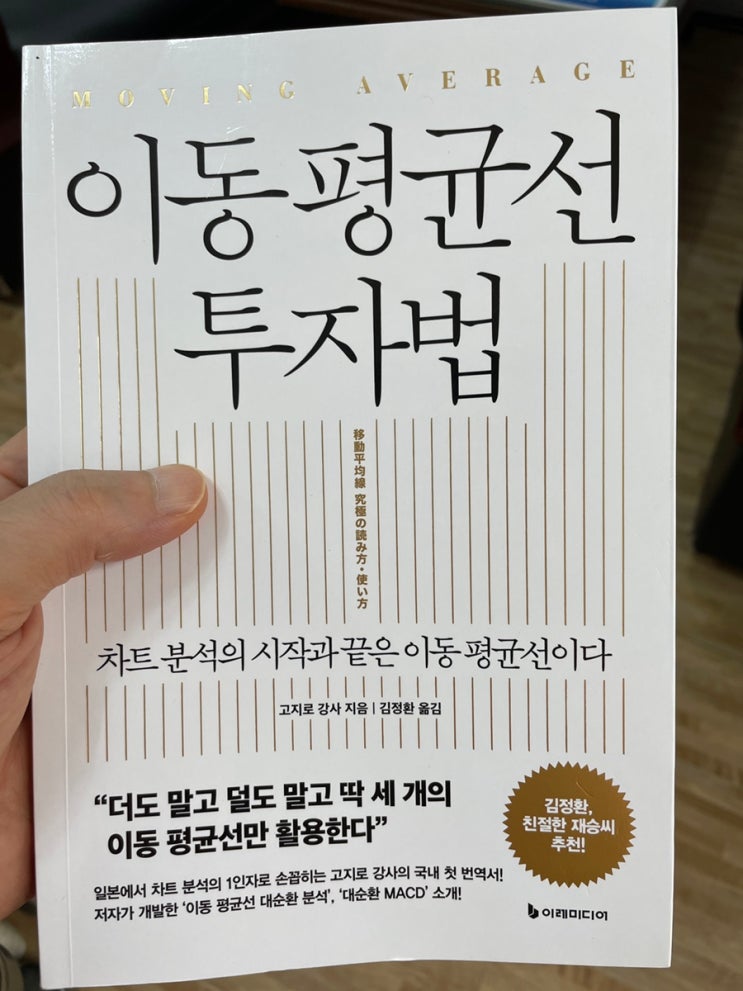 MOVING AVERAGE
이동 평균선
투자법
移動平均線 究極の読み方・使い方
차트 분석의 시작과 끝은 이동 평균선이다
고지로 강사 지음 | 김정환 옮김
“더도 말고 덜도 말고 딱 세 개의
이동 평균선만 활용한다”
김정환,
친절한 재승씨
추천!
일본에서 차트 분석의 1인자로 손꼽히는 고지로 강사의 국내 첫 번역서!
저자가 개발한 ‘이동 평균선 대순환 분석’, ‘대순환 MACD’ 소개!
이레미디어